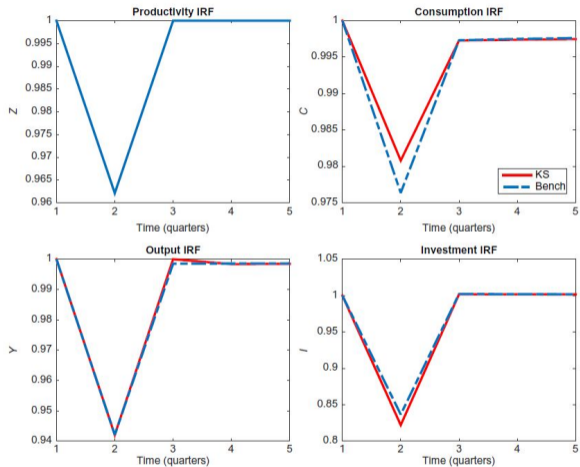 Productivity IRF
1
0.995
0.99
0.985
0.98
0.975
0.97
0.965
0.96
Z
1 2 3 4 5
Time (quarters)
Consumption IRF
1
0.995
0.99
0.985
0.98
0.975
C
KS
Bench
1 2 3 4 5
Time (quarters)
Output IRF
1
0.99
0.98
0.97
0.96
0.95
0.94
Y
1 2 3 4 5
Time (quarters)
Investment IRF
1.05
1
0.95
0.9
0.85
0.8
I
1 2 3 4 5
Time (quarters)